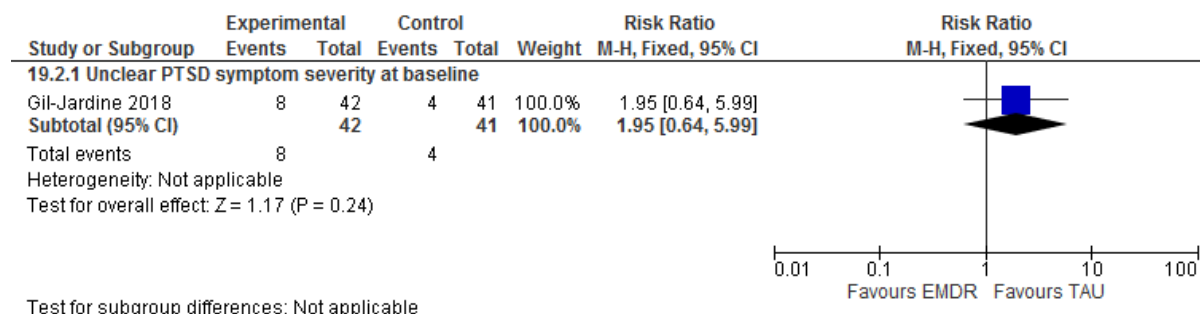 Experimental Control Risk Ratio Risk Ratio
Study or Subgroup Events Total Events Total Weight M-H, Fixed, 95% CI M-H, Fixed, 95% CI
19.2.1 Unclear PTSD symptom severity at baseline
Gil-Jardine 2018 8 42 4 41 100.0% 1.95 [0.64, 5.99]
Subtotal (95% CI) 42 41 100.0% 1.95 [0.64, 5.99]
Total events 8 4
Heterogeneity: Not applicable
Test for overall effect: Z = 1.17 (P = 0.24)
0.01 0.1 1 10 100
Favours EMDR Favours TAU
Test for subgroup differences: Not applicable